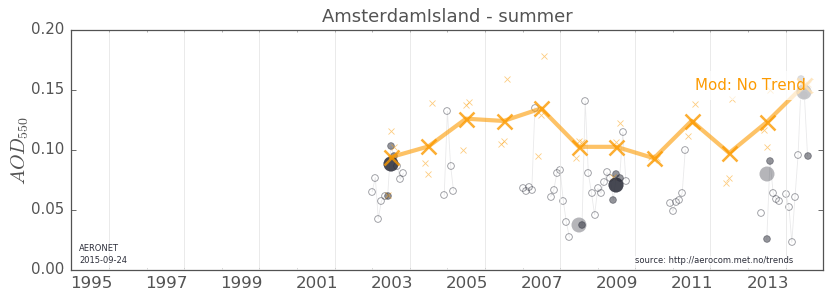 AmsterdamIsland - summer
0.20
0.15
0.10
0.05
0.00
AOD550
Mod: No Trend
AERONET
2015-09-24
source: http://aerocom.met.no/trends
1995 1997 1999 2001 2003 2005 2007 2009 2011 2013